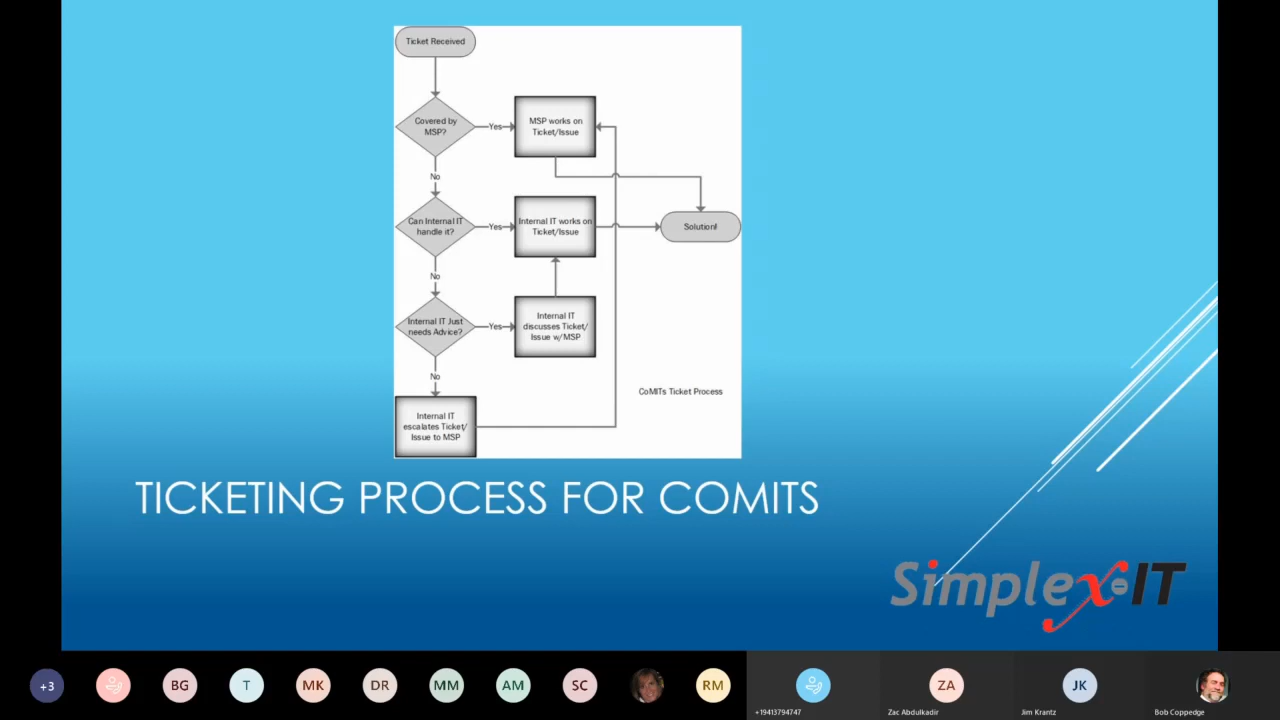 Ticket Received
Covered by
MSP?
Yes
MSP works on
Ticket/Issue
No
Can Internal IT
handle it?
Yes
Internal IT works on
Ticket/Issue
Solution!
No
Internal IT Just
needs Advice?
Yes
Internal IT
discusses Ticket/
Issue w/MSP
No
CoMITs Ticket Process
Internal IT
escalates Ticket/
Issue to MSP
TICKETING PROCESS FOR COMITS
Simplex-IT
+3
BG
T
MK
DR
MM
AM
SC
RM
+19413794747
ZA
Zac Abdulkadir
JK
Jim Krantz
Bob Coppedge